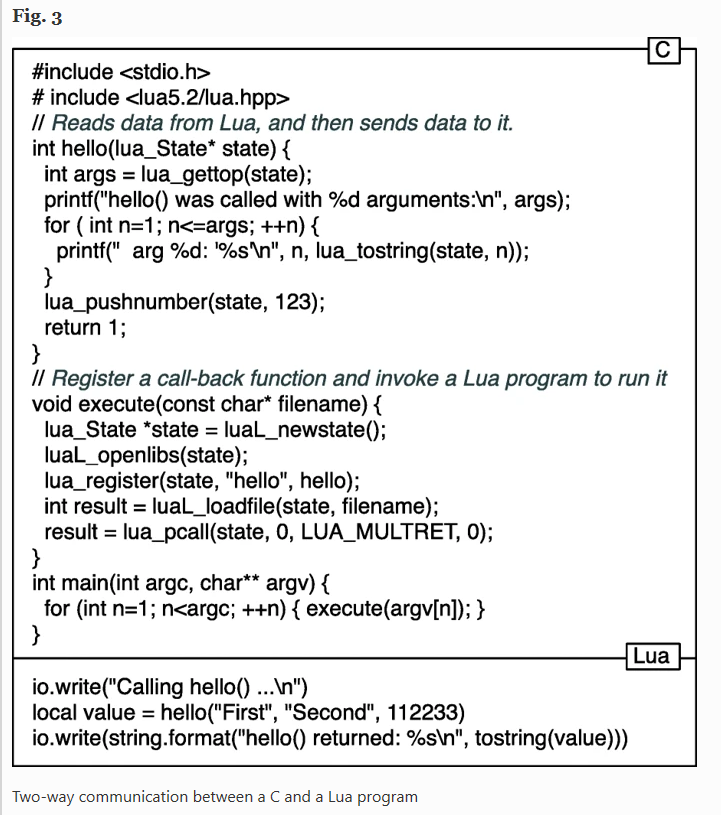 Fig. 3
C
#include <stdio.h>
# include <lua5.2/lua.hpp>
// Reads data from Lua, and then sends data to it.
int hello(lua_State* state) {
int args = lua_gettop(state);
printf("hello() was called with %d arguments:\n", args);
for ( int n=1; n<=args; ++n) {
printf("  arg %d: '%s'\n", n, lua_tostring(state, n));
}
lua_pushnumber(state, 123);
return 1;
}
// Register a call-back function and invoke a Lua program to run it
void execute(const char* filename) {
lua_State *state = luaL_newstate();
luaL_openlibs(state);
lua_register(state, "hello", hello);
int result = luaL_loadfile(state, filename);
result = lua_pcall(state, 0, LUA_MULTRET, 0);
}
int main(int argc, char** argv) {
for (int n=1; n<argc; ++n) { execute(argv[n]); }
}
Lua
io.write("Calling hello() ...\n")
local value = hello("First", "Second", 112233)
io.write(string.format("hello() returned: %s\n", tostring(value)))
Two-way communication between a C and a Lua program